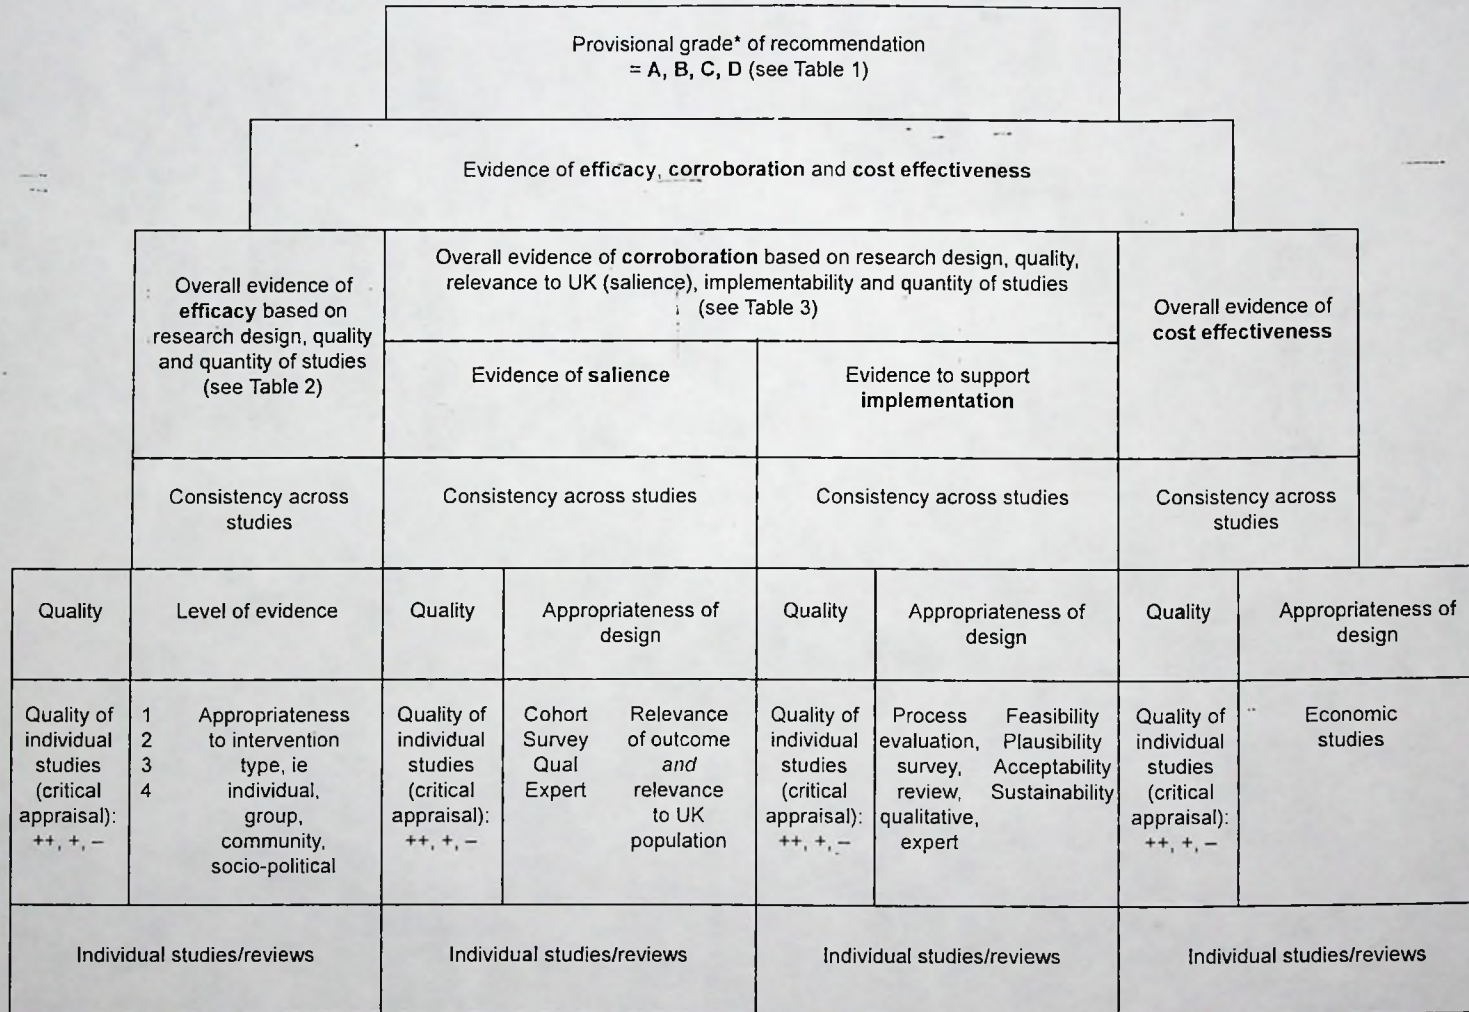 Provisional grade* of recommendation
= A, B, C, D (see Table 1)
Evidence of efficacy, corroboration and cost effectiveness
Overall evidence of
efficacy based on
research design, quality
and quantity of studies
(see Table 2)
Overall evidence of corroboration based on research design, quality,
relevance to UK (salience), implementability and quantity of studies
(see Table 3)
Evidence of salience
Evidence to support
implementation
Overall evidence of
cost effectiveness
Consistency across
studies
Consistency across studies
Consistency across studies
Consistency across
studies
Quality
Level of evidence
Quality
Appropriateness of
design
Quality
Appropriateness of
design
Quality
Appropriateness of
design
Quality of
individual
studies
(critical
appraisal):
++, +, –
1
2
3
4
Appropriateness
to intervention
type, ie
individual,
group,
community,
socio-political
Quality of
individual
studies
(critical
appraisal):
++, +, –
Cohort
Survey
Qual
Expert
Relevance
of outcome
and
relevance
to UK
population
Quality of
individual
studies
(critical
appraisal):
++, +, –
Process
evaluation,
survey,
review,
qualitative,
expert
Feasibility
Plausibility
Acceptability
Sustainability
Quality of
individual
studies
(critical
appraisal):
++, +, –
Economic
studies
Individual studies/reviews
Individual studies/reviews
Individual studies/reviews
Individual studies/reviews